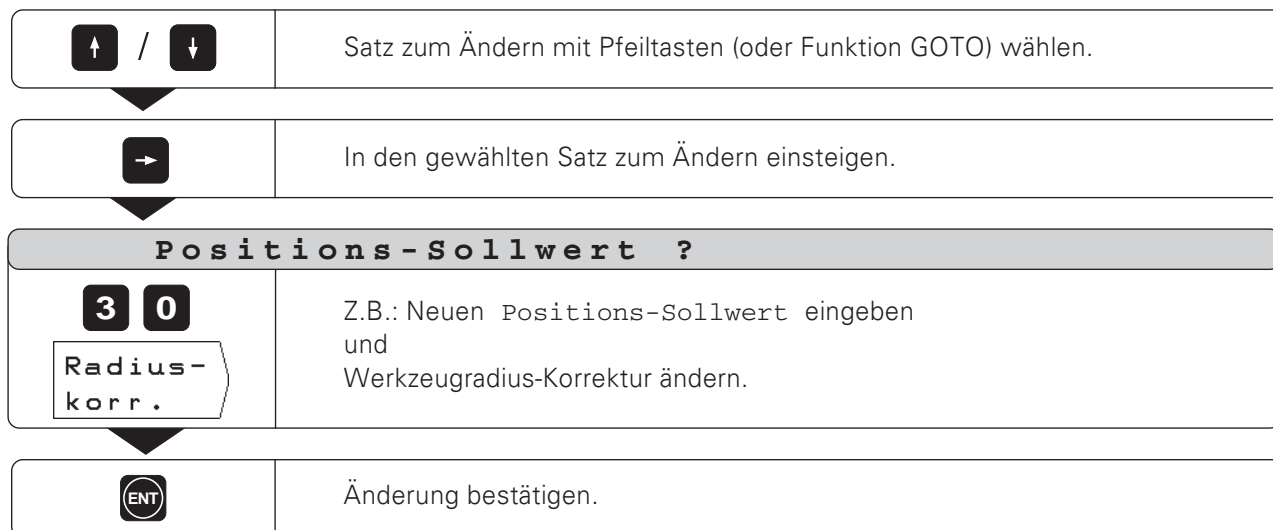 ↑ / ↓ Satz zum Ändern mit Pfeiltasten (oder Funktion GOTO) wählen.
→ In den gewählten Satz zum Ändern einsteigen.
Positions-Sollwert ?
3 0
Radius-
korr.
Z.B.: Neuen Positions-Sollwert eingeben
und
Werkzeugradius-Korrektur ändern.
ENT Änderung bestätigen.